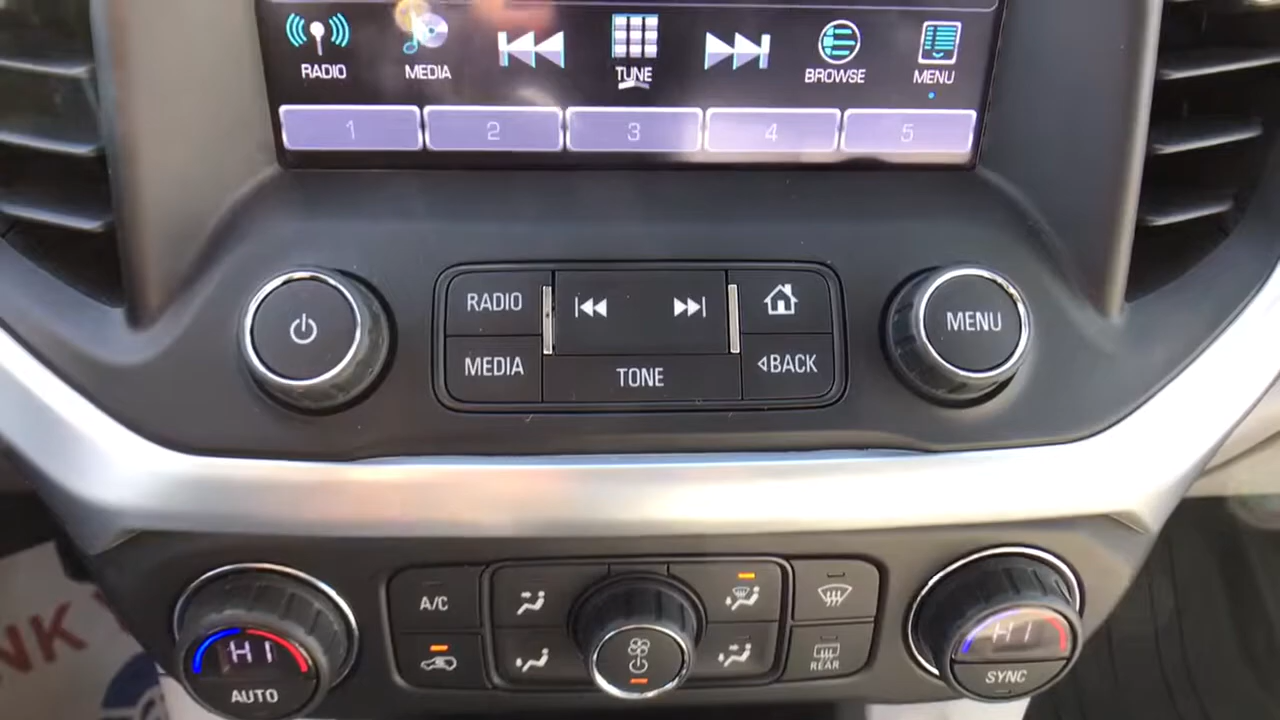 RADIO MEDIA TUNE BROWSE MENU
1 2 3 4 5
RADIO
MENU
MEDIA TONE BACK
A/C
HI HI
AUTO REAR SYNC
NK